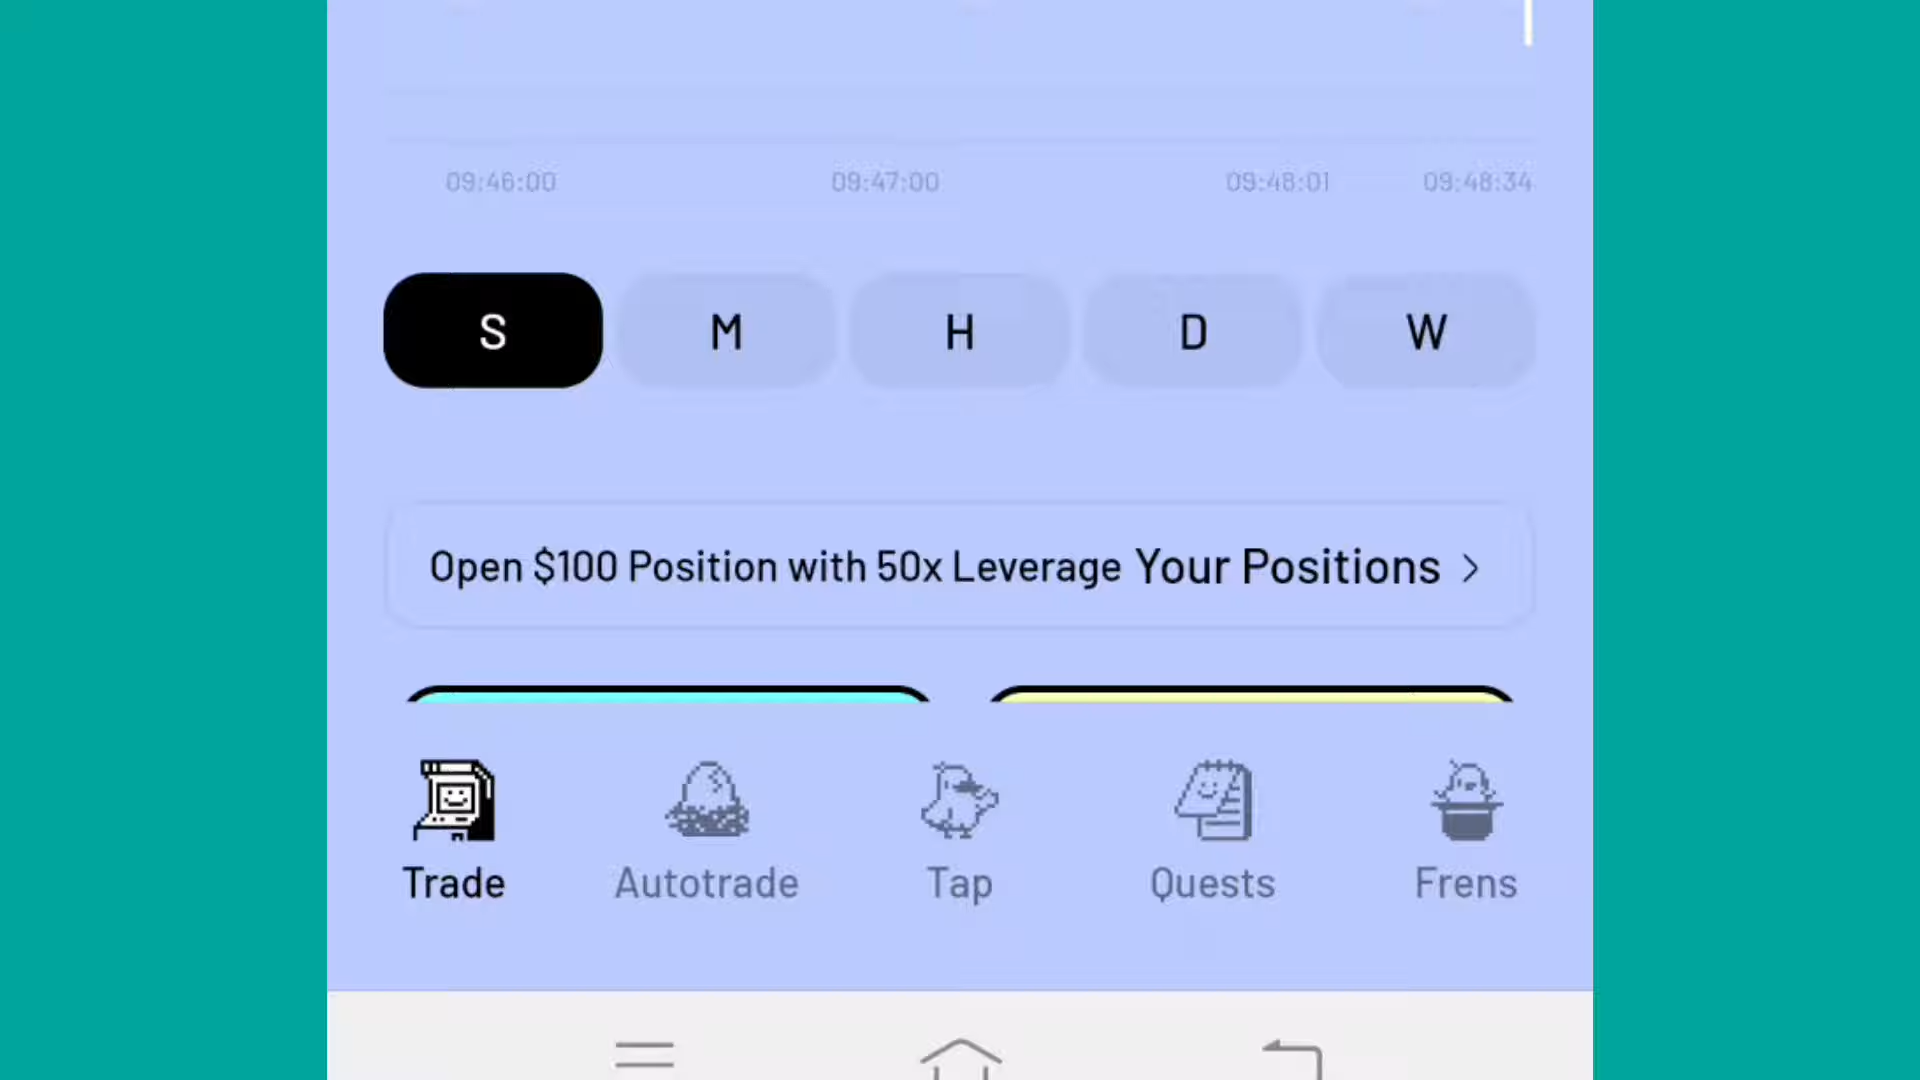 09:46:00 09:47:00 09:48:01 09:48:34
S M H D W
Open $100 Position with 50x Leverage Your Positions >
Trade Autotrade Tap Quests Frens